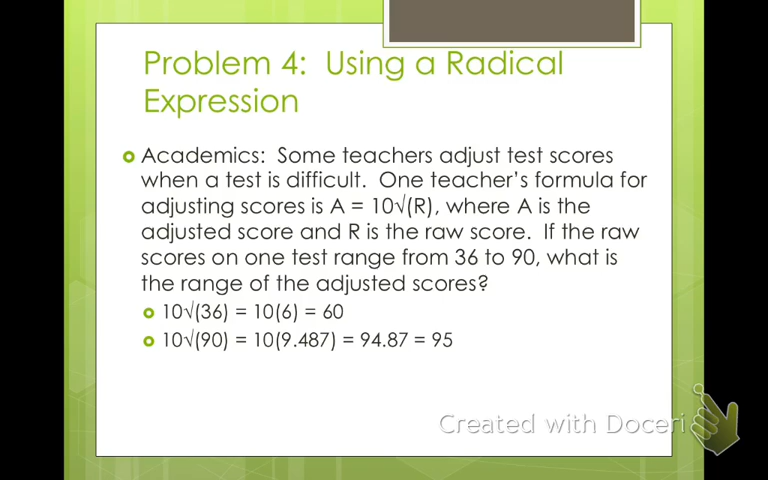 Problem 4: Using a Radical
Expression
Academics: Some teachers adjust test scores
when a test is difficult. One teacher's formula for
adjusting scores is A = 10√(R), where A is the
adjusted score and R is the raw score. If the raw
scores on one test range from 36 to 90, what is
the range of the adjusted scores?
10√(36) = 10(6) = 60
10√(90) = 10(9.487) = 94.87 = 95
Created with Doceri